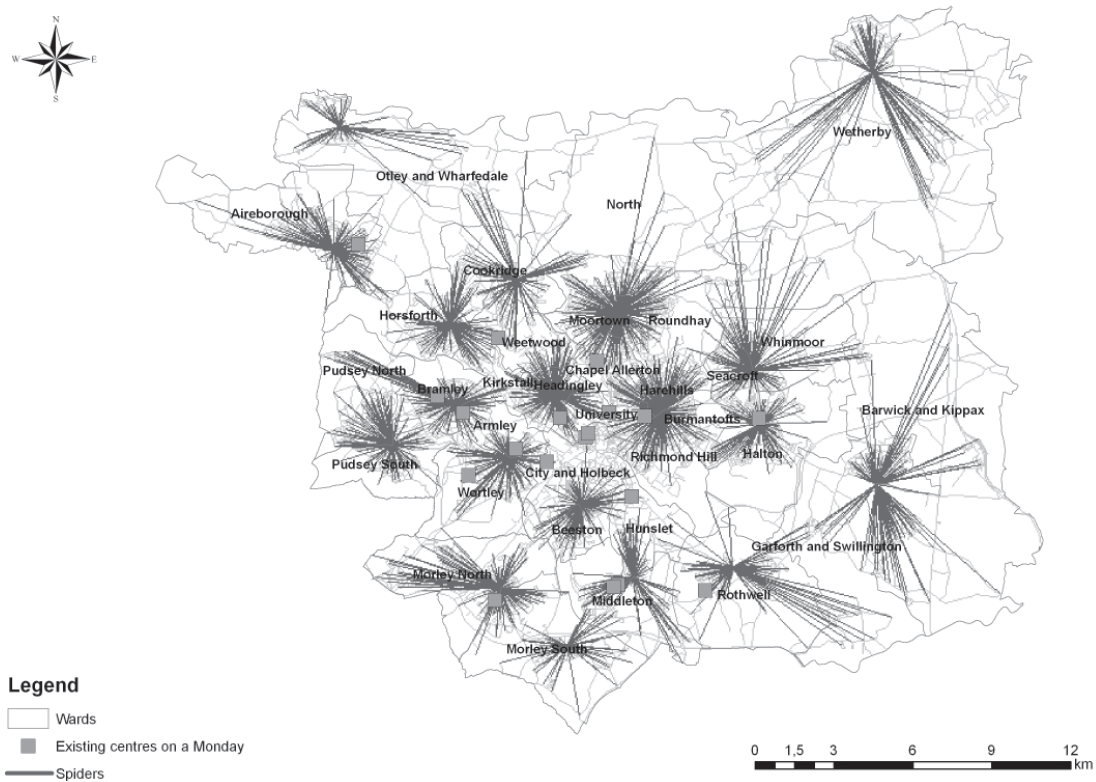 N
W E
S
Wetherby
Otley and Wharfedale
Aireborough
North
Cookridge
Horsforth
Moortown
Roundhay
Weetwood
Whinmoor
Pudsey North
Chapel Allerton
Seacroft
Bramley
Kirkstall
Headingley
Harehills
University
Burmantofts
Barwick and Kippax
Armley
Pudsey South
Richmond Hill
Halton
City and Holbeck
Wortley
Beeston
Hunslet
Garforth and Swillington
Morley North
Middleton
Rothwell
Morley South
Legend
Wards
Existing centres on a Monday
Spiders
0 1,5 3 6 9 12
km